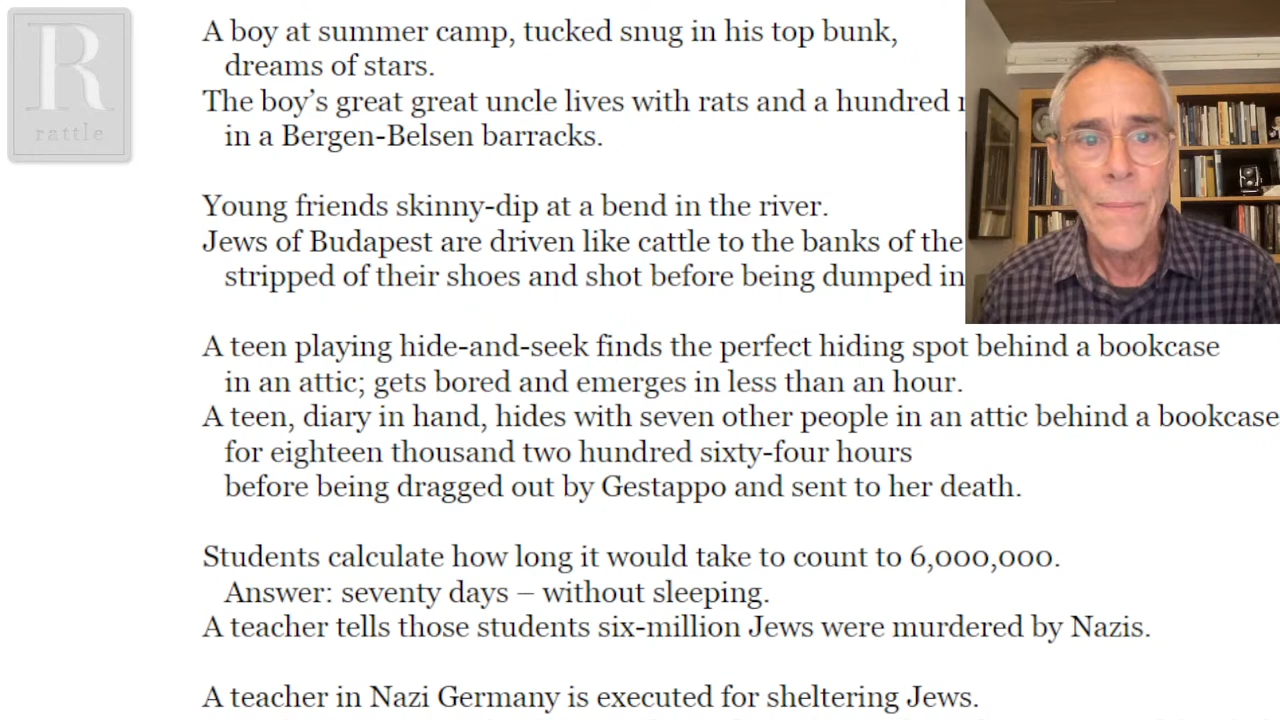 R
rattle
A boy at summer camp, tucked snug in his top bunk,
dreams of stars.
The boy's great great uncle lives with rats and a hundred
in a Bergen-Belsen barracks.
Young friends skinny-dip at a bend in the river.
Jews of Budapest are driven like cattle to the banks of the
stripped of their shoes and shot before being dumped in
A teen playing hide-and-seek finds the perfect hiding spot behind a bookcase
in an attic; gets bored and emerges in less than an hour.
A teen, diary in hand, hides with seven other people in an attic behind a bookcase
for eighteen thousand two hundred sixty-four hours
before being dragged out by Gestappo and sent to her death.
Students calculate how long it would take to count to 6,000,000.
Answer: seventy days – without sleeping.
A teacher tells those students six-million Jews were murdered by Nazis.
A teacher in Nazi Germany is executed for sheltering Jews.